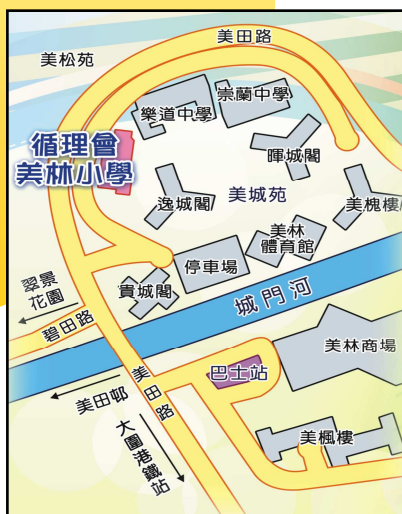 美田路
美松苑
崇蘭中學
樂道中學
循理會
美林小學
暉城閣
逸城閣
美城苑
美槐樓
美林
體育館
停車場
貴城閣
城門河
翠景
花園
碧田路
美林商場
巴士站
美田邨
美田路
大圍港鐵站
美楓樓